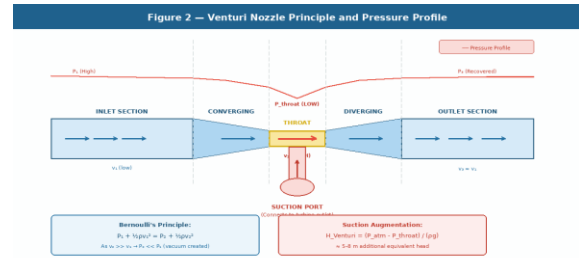 Figure 2 — Venturi Nozzle Principle and Pressure Profile
— Pressure Profile
P₁ (High)
P₄ (Recovered)
P_throat (LOW)
INLET SECTION
CONVERGING
DIVERGING
OUTLET SECTION
THROAT
v₁ (low)
v₄ ≈ v₁
SUCTION PORT
Bernoulli's Principle:
P₁ + ½ρv₁² = P₂ + ½ρv₂²
As v₂ >> v₁ → P₂ << P₁ (vacuum created)
Suction Augmentation:
H_Venturi = (P_atm - P_throat) / (ρg)
≈ 5-8 m additional equivalent head